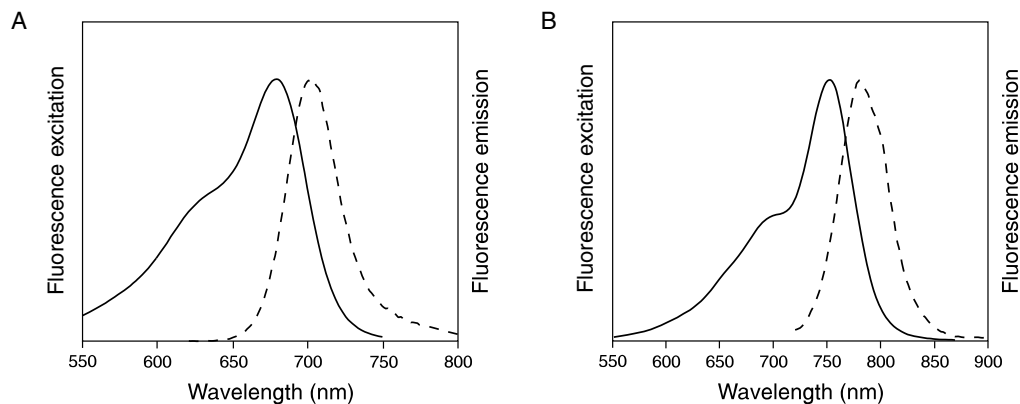 A
Fluorescence excitation
Fluorescence emission
550 600 650 700 750 800
Wavelength (nm)
B
Fluorescence excitation
Fluorescence emission
550 600 650 700 750 800 850 900
Wavelength (nm)